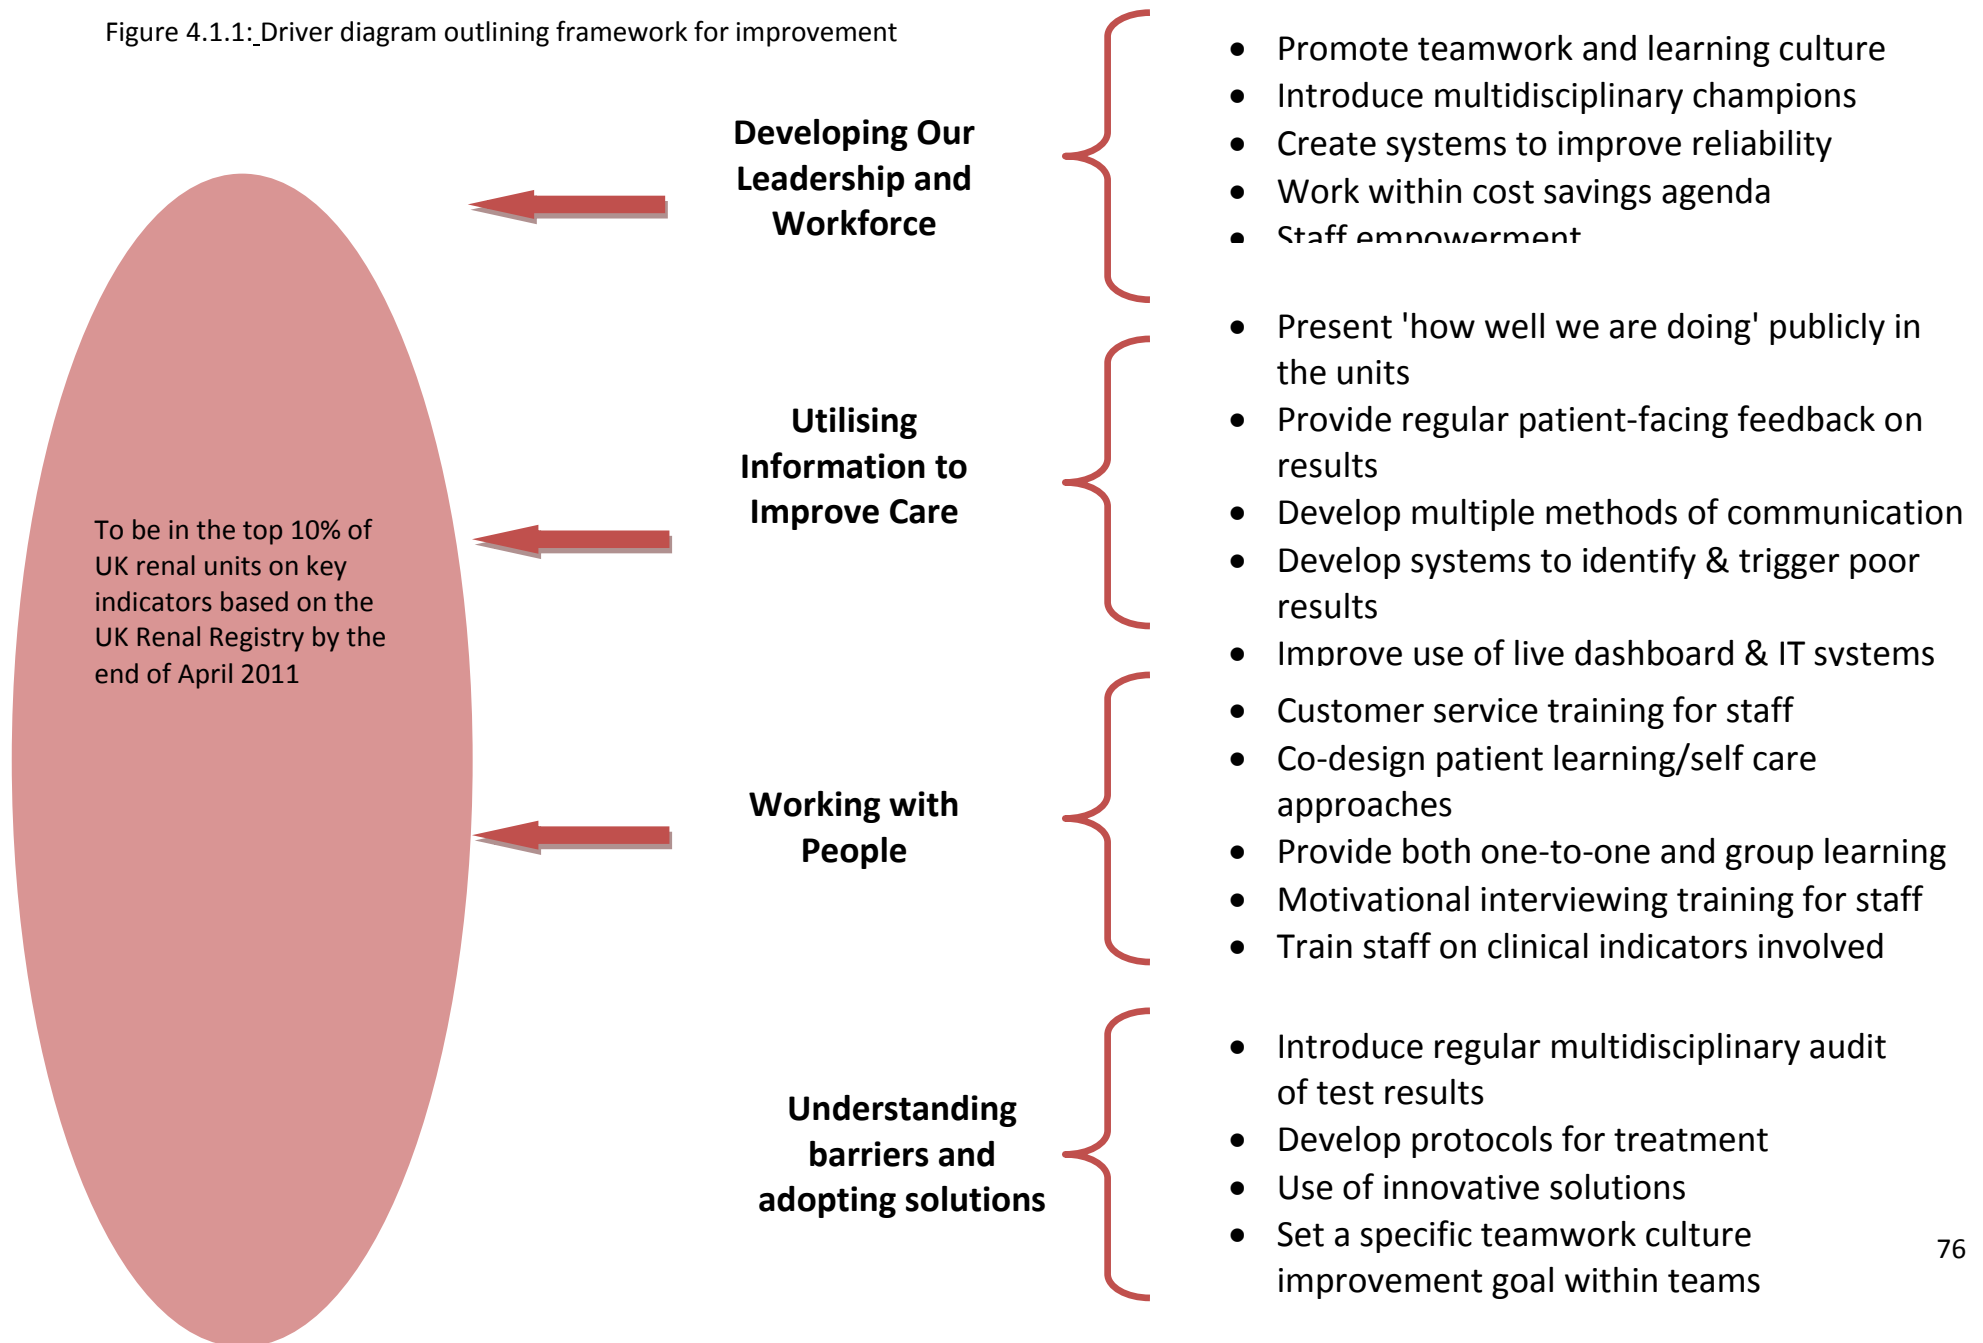 Figure 4.1.1: Driver diagram outlining framework for improvement
To be in the top 10% of
UK renal units on key
indicators based on the
UK Renal Registry by the
end of April 2011
Developing Our
Leadership and
Workforce
• Promote teamwork and learning culture
• Introduce multidisciplinary champions
• Create systems to improve reliability
• Work within cost savings agenda
• Staff empowerment
Utilising
Information to
Improve Care
• Present 'how well we are doing' publicly in
the units
• Provide regular patient-facing feedback on
results
• Develop multiple methods of communication
• Develop systems to identify & trigger poor
results
• Improve use of live dashboard & IT systems
Working with
People
• Customer service training for staff
• Co-design patient learning/self care
approaches
• Provide both one-to-one and group learning
• Motivational interviewing training for staff
• Train staff on clinical indicators involved
Understanding
barriers and
adopting solutions
• Introduce regular multidisciplinary audit
of test results
• Develop protocols for treatment
• Use of innovative solutions
• Set a specific teamwork culture
improvement goal within teams
76